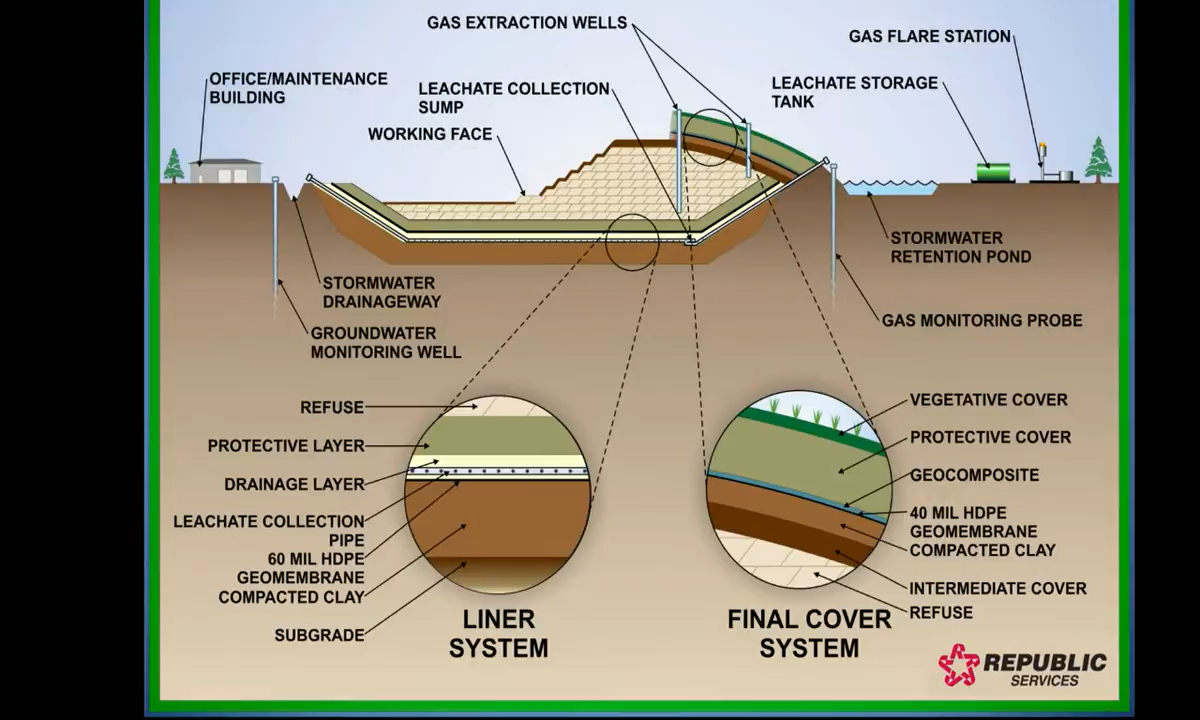 GAS EXTRACTION WELLS
GAS FLARE STATION
OFFICE/MAINTENANCE
BUILDING
LEACHATE COLLECTION
SUMP
LEACHATE STORAGE
TANK
WORKING FACE
STORMWATER
RETENTION POND
STORMWATER
DRAINAGEWAY
GAS MONITORING PROBE
GROUNDWATER
MONITORING WELL
REFUSE
PROTECTIVE LAYER
DRAINAGE LAYER
LEACHATE COLLECTION
PIPE
60 MIL HDPE
GEOMEMBRANE
COMPACTED CLAY
SUBGRADE
LINER
SYSTEM
VEGETATIVE COVER
PROTECTIVE COVER
GEOCOMPOSITE
40 MIL HDPE
GEOMEMBRANE
COMPACTED CLAY
INTERMEDIATE COVER
REFUSE
FINAL COVER
SYSTEM
REPUBLIC
SERVICES